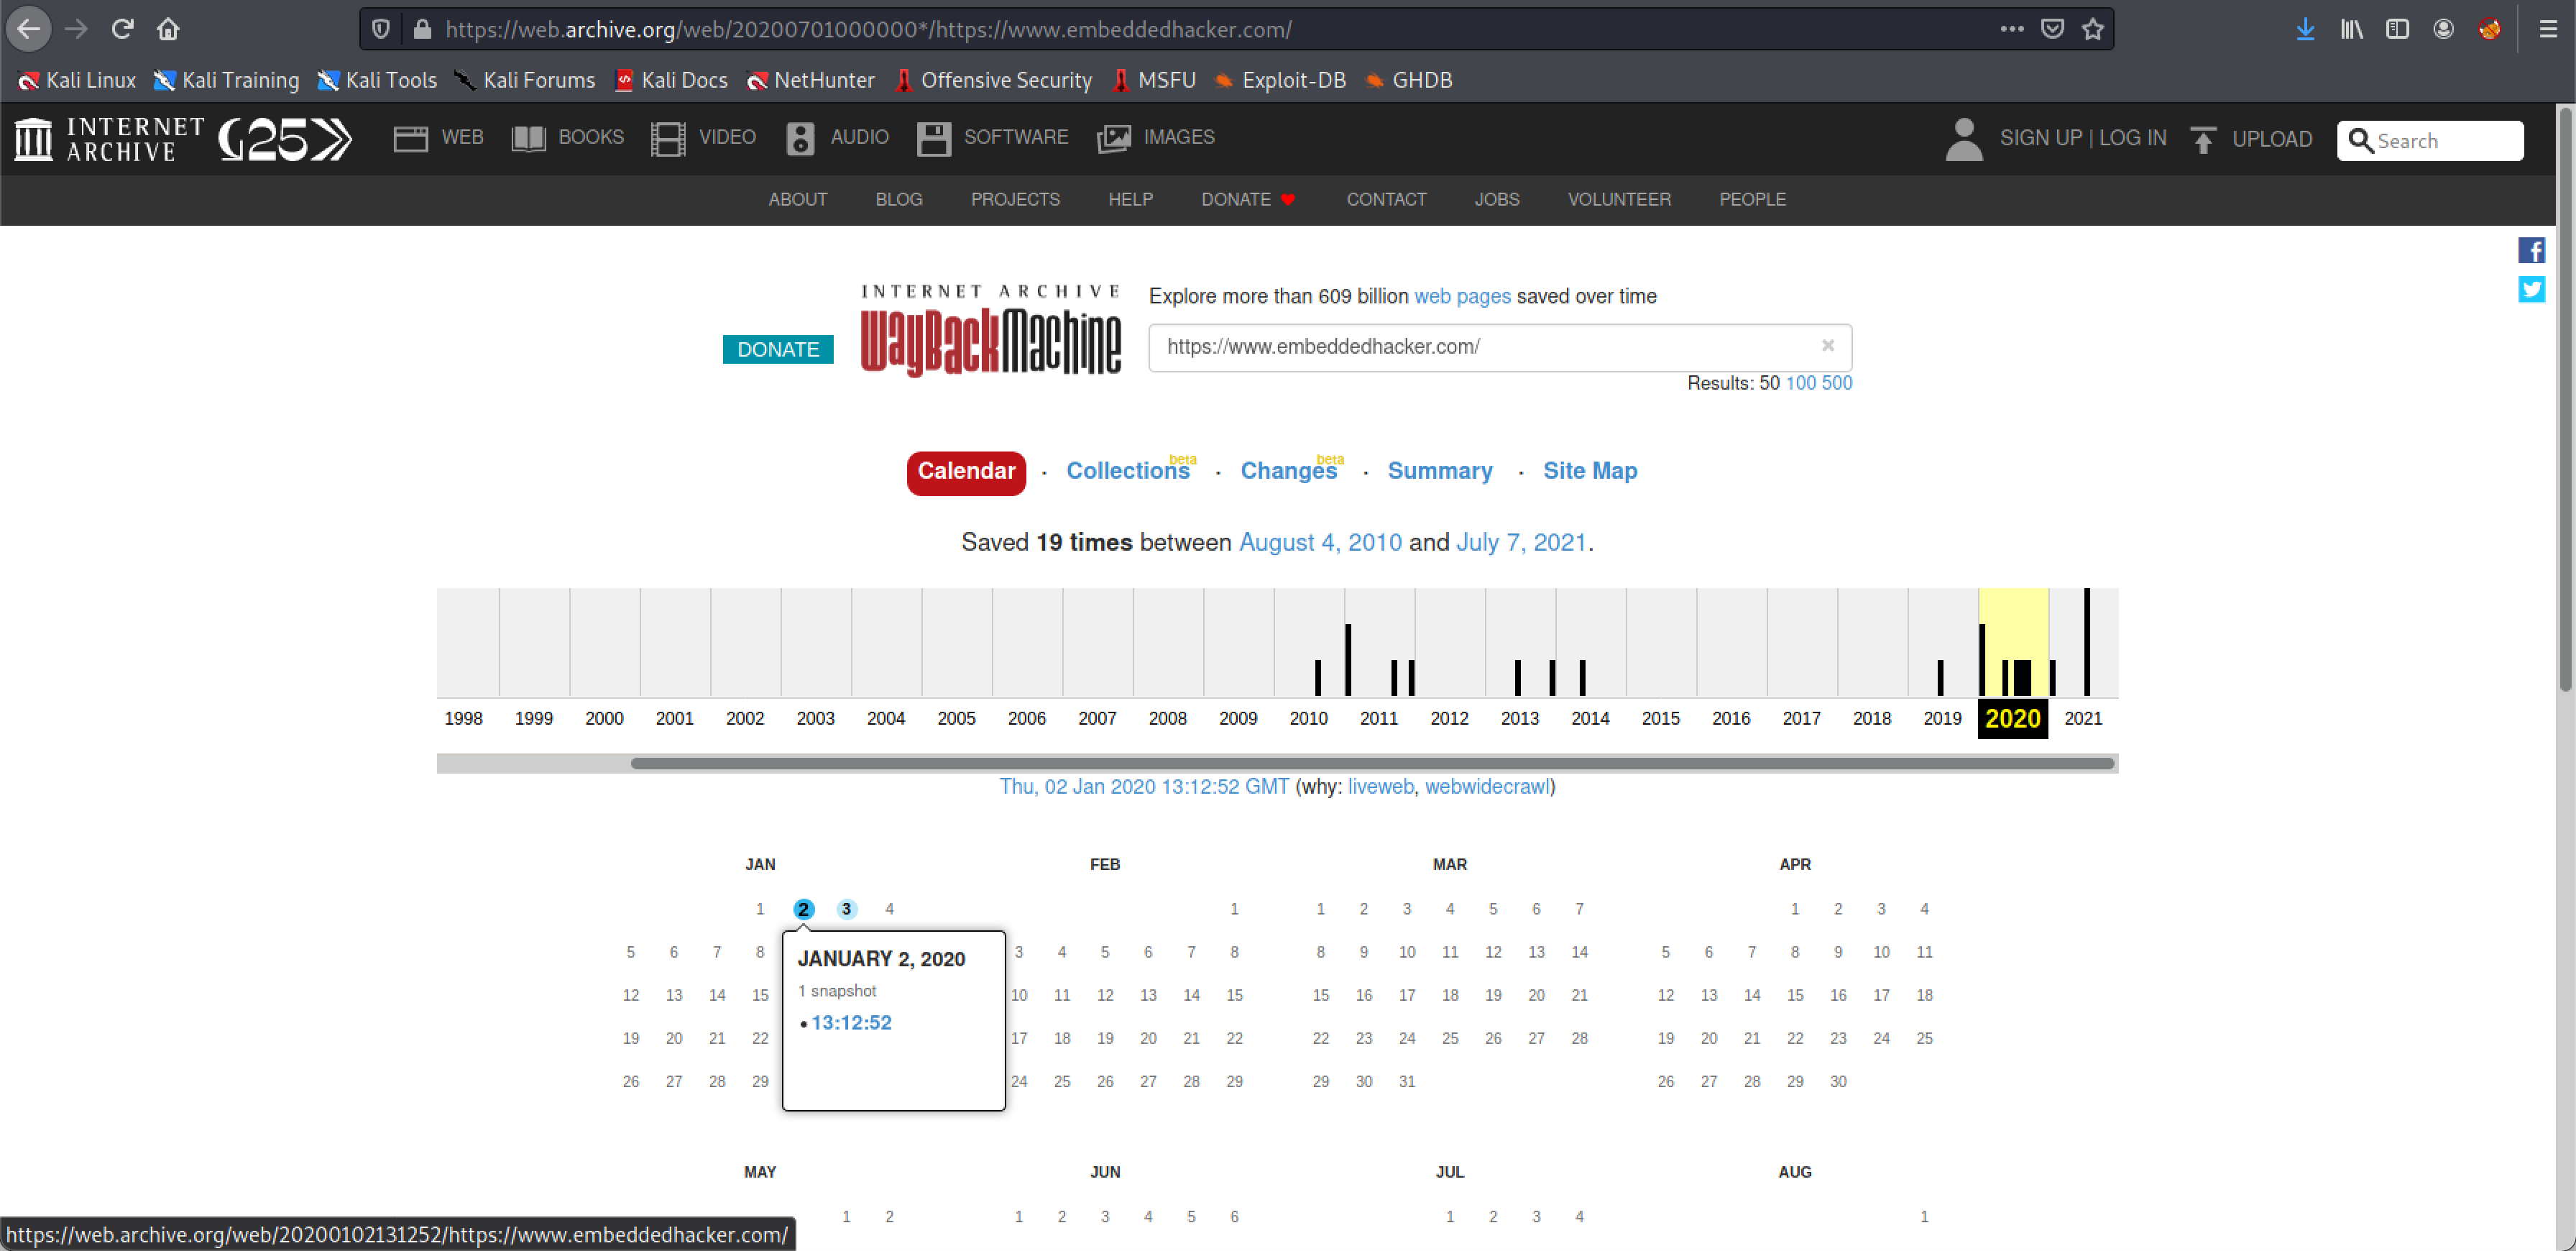 https://web.archive.org/web/20200701000000*/https://www.embeddedhacker.com/
Kali Linux Kali Training Kali Tools Kali Forums Kali Docs NetHunter Offensive Security MSFU Exploit-DB GHDB
INTERNET ARCHIVE 25 WEB BOOKS VIDEO AUDIO SOFTWARE IMAGES SIGN UP | LOG IN UPLOAD Search
ABOUT BLOG PROJECTS HELP DONATE CONTACT JOBS VOLUNTEER PEOPLE
INTERNET ARCHIVE
WayBackMachine
DONATE
Explore more than 609 billion web pages saved over time
https://www.embeddedhacker.com/ ×
Results: 50 100 500
Calendar · Collections beta · Changes beta · Summary · Site Map
Saved 19 times between August 4, 2010 and July 7, 2021.
1998 1999 2000 2001 2002 2003 2004 2005 2006 2007 2008 2009 2010 2011 2012 2013 2014 2015 2016 2017 2018 2019 2020 2021
Thu, 02 Jan 2020 13:12:52 GMT (why: liveweb, webwidecrawl)
JAN
1 2 3 4
5 6 7 8
12 13 14 15
19 20 21 22
26 27 28 29
JANUARY 2, 2020
1 snapshot
• 13:12:52
FEB
1
3 4 5 6 7 8
10 11 12 13 14 15
17 18 19 20 21 22
24 25 26 27 28 29
MAR
1 2 3 4 5 6 7
8 9 10 11 12 13 14
15 16 17 18 19 20 21
22 23 24 25 26 27 28
29 30 31
APR
1 2 3 4
5 6 7 8 9 10 11
12 13 14 15 16 17 18
19 20 21 22 23 24 25
26 27 28 29 30
MAY
1 2
JUN
1 2 3 4 5 6
JUL
1 2 3 4
AUG
1
https://web.archive.org/web/20200102131252/https://www.embeddedhacker.com/